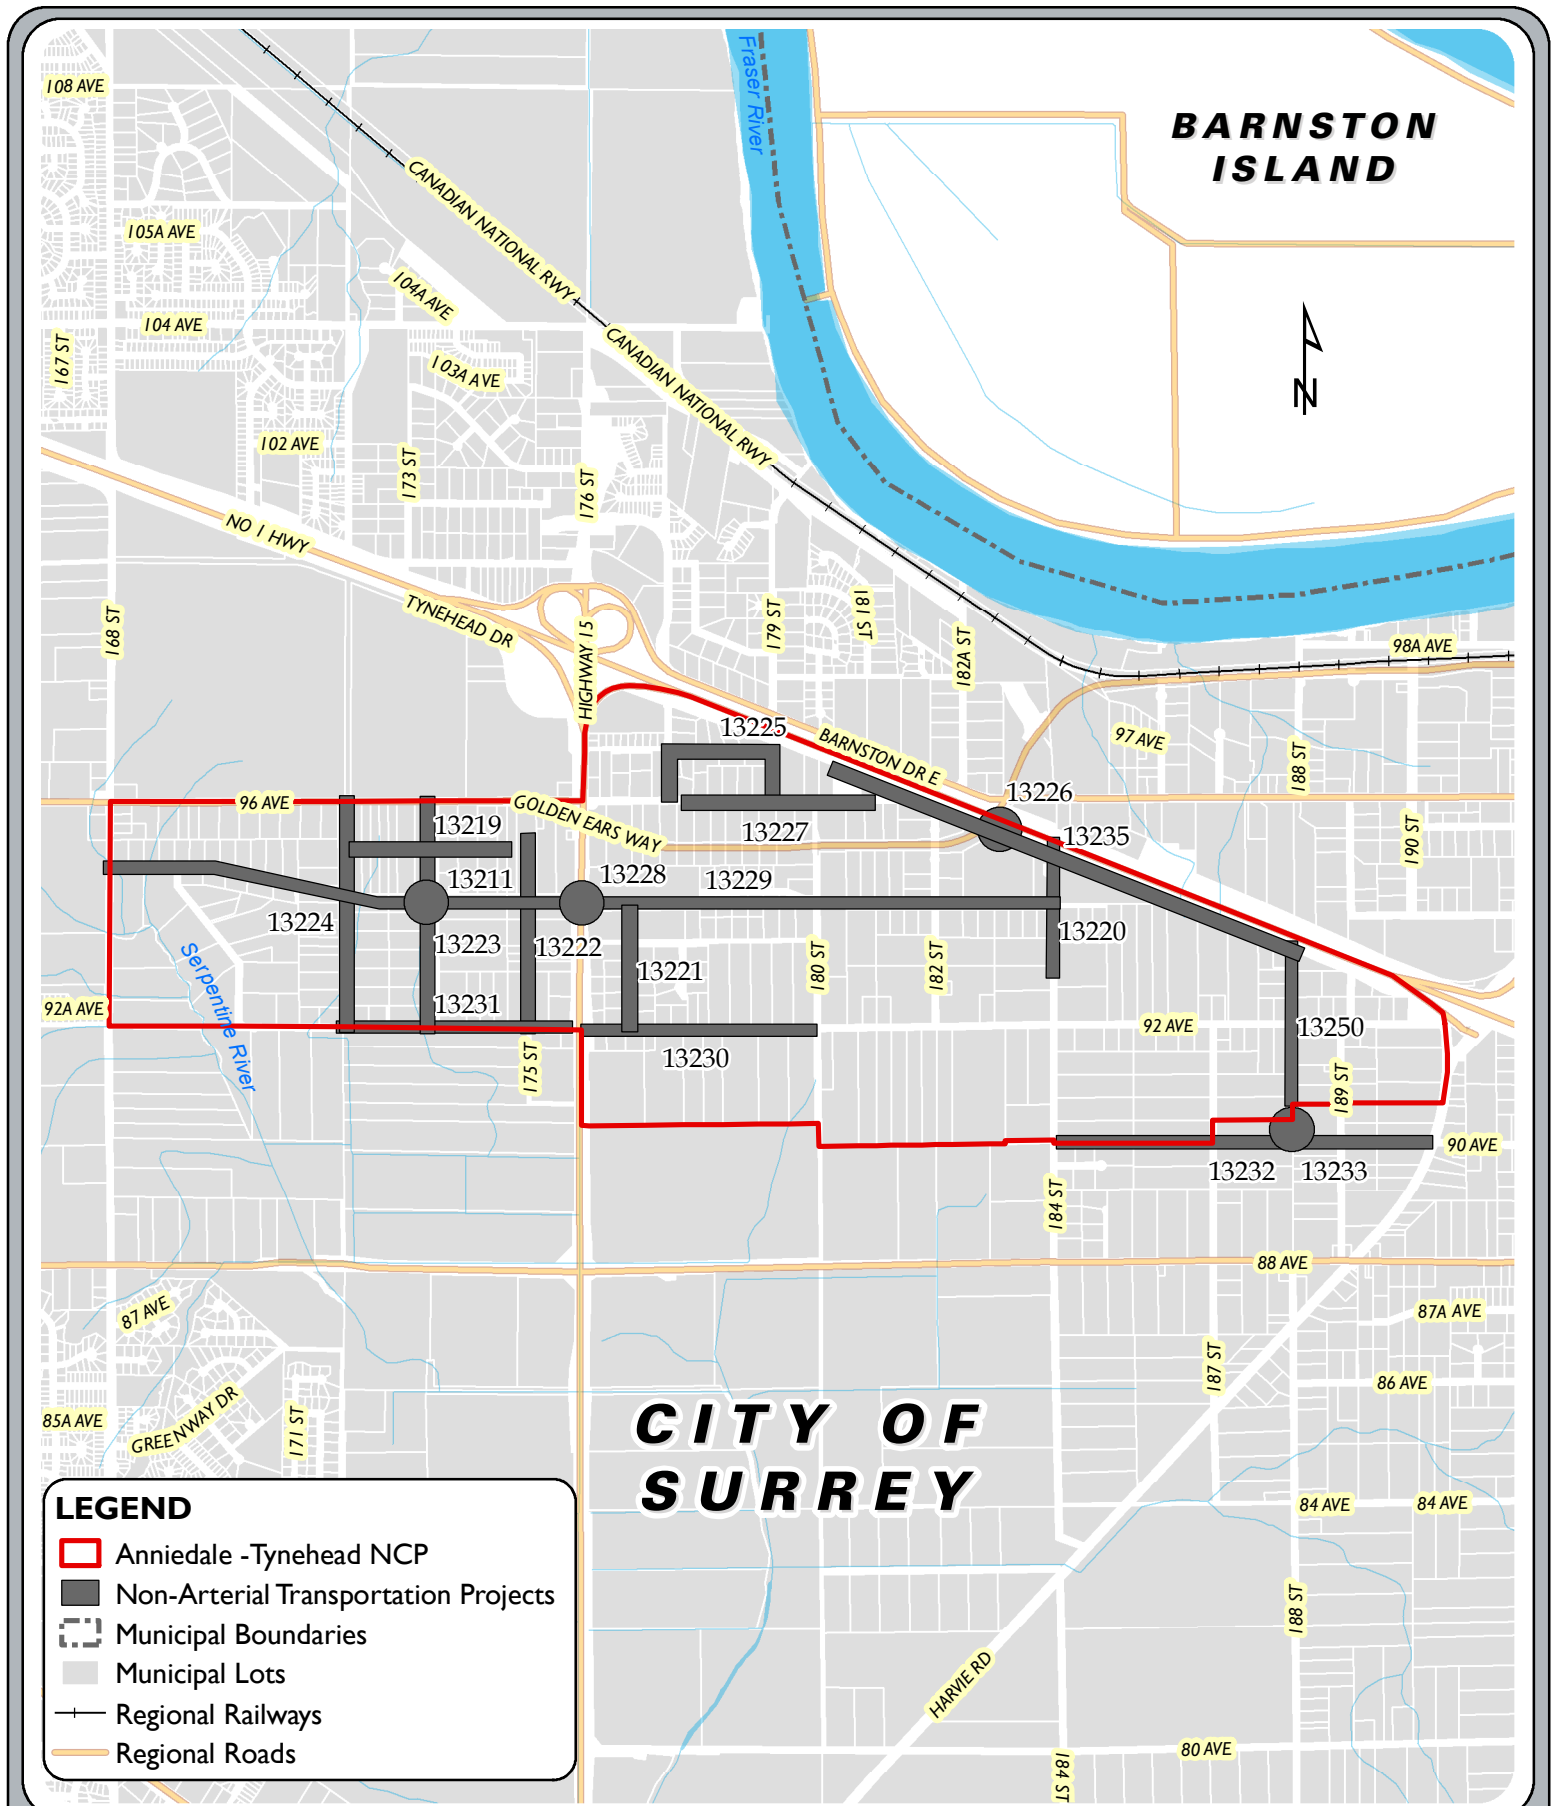 Fraser River
108 AVE
BARNSTON
ISLAND
CANADIAN NATIONAL RWY
105A AVE
104A AVE
104 AVE
167 ST
103A AVE
CANADIAN NATIONAL RWY
N
102 AVE
173 ST
176 ST
NO 1 HWY
TYNEHEAD DR
168 ST
HIGHWAY 15
179 ST
181 ST
182A ST
98A AVE
13225
BARNSTON DR E
97 AVE
188 ST
96 AVE
GOLDEN EARS WAY
13226
13219
13227
13235
190 ST
13211
13228
13229
13224
13223
13222
13220
Serpentine River
13221
180 ST
182 ST
92A AVE
13231
92 AVE
13250
175 ST
13230
189 ST
90 AVE
13232
13233
184 ST
88 AVE
87 AVE
87A AVE
187 ST
86 AVE
GREENWAY DR
85A AVE
171 ST
CITY OF
SURREY
84 AVE
84 AVE
188 ST
HARVIE RD
80 AVE
184 ST
LEGEND
Anniedale -Tynehead NCP
Non-Arterial Transportation Projects
Municipal Boundaries
Municipal Lots
Regional Railways
Regional Roads